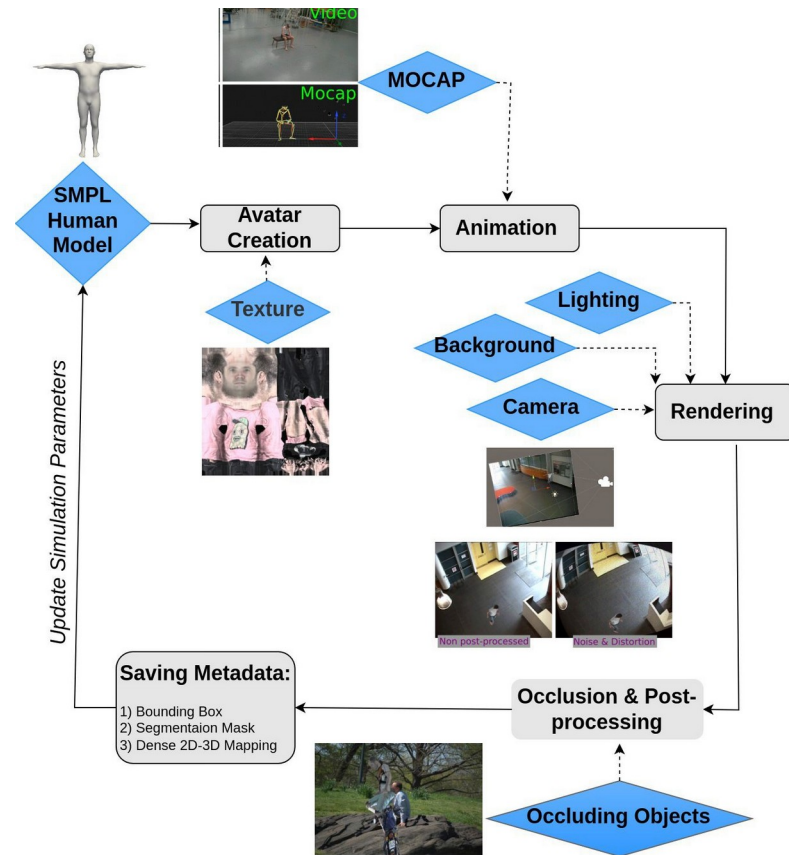 Video
Mocap
MOCAP
SMPL
Human
Model
Avatar
Creation
Animation
Texture
Lighting
Background
Camera
Rendering
Update Simulation Parameters
Non post-processed
Noise & Distortion
Saving Metadata:
1) Bounding Box
2) Segmentaion Mask
3) Dense 2D-3D Mapping
Occlusion & Post-
processing
Occluding Objects